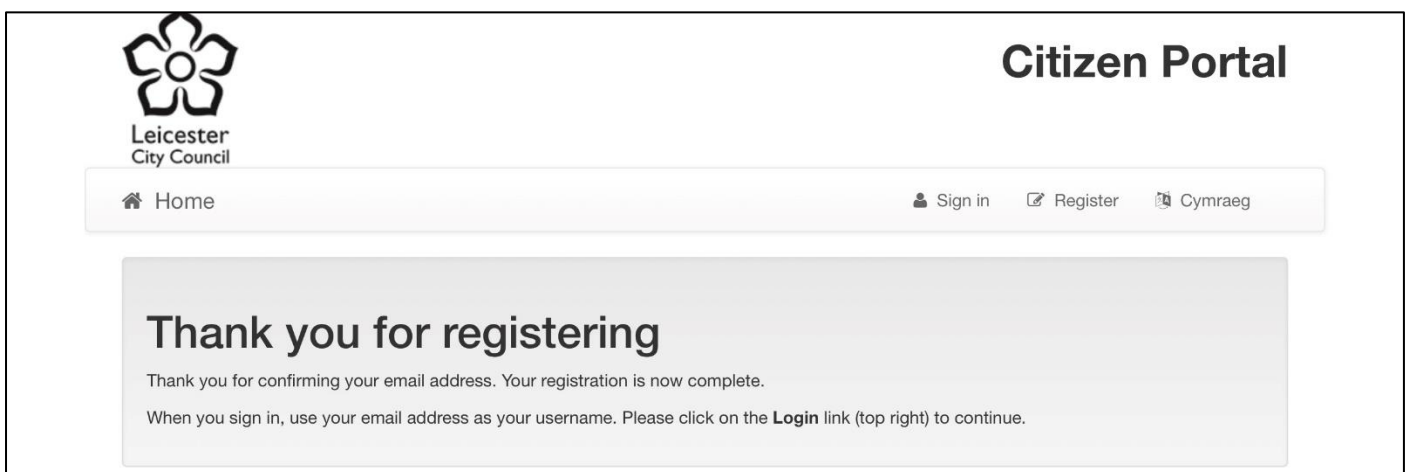 Leicester
City Council
Citizen Portal
Home
Sign in
Register
Cymraeg
Thank you for registering
Thank you for confirming your email address. Your registration is now complete.
When you sign in, use your email address as your username. Please click on the Login link (top right) to continue.